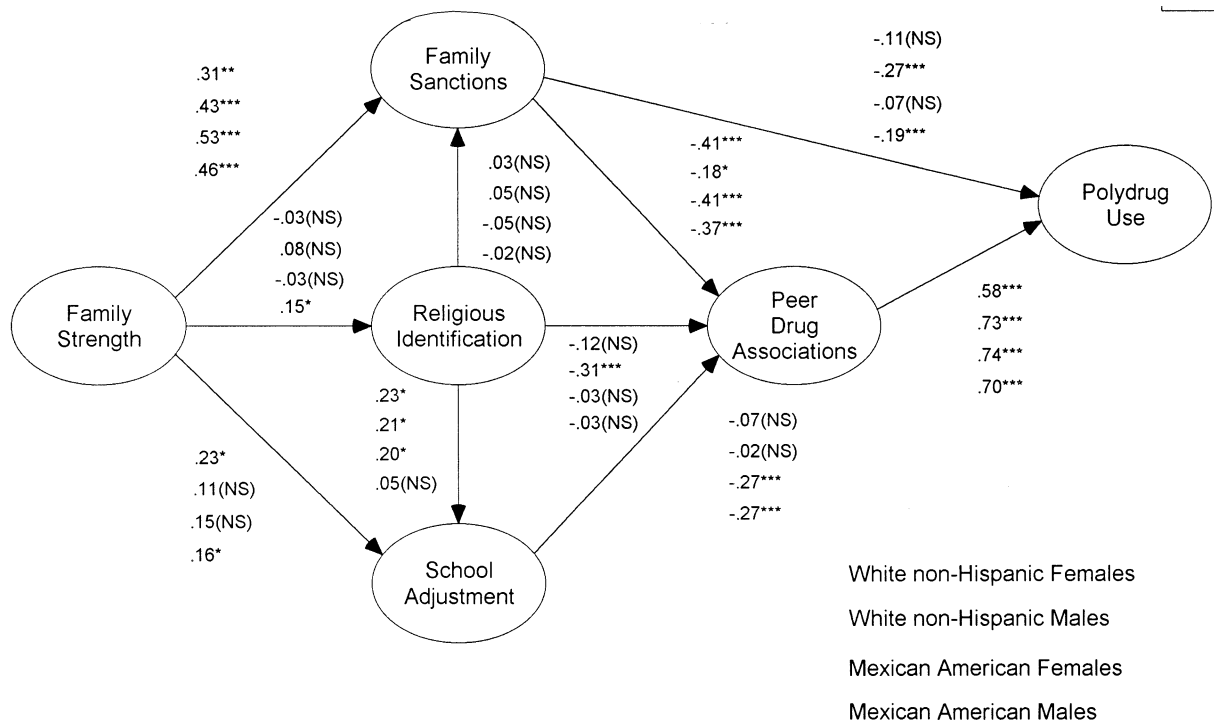 Family
Sanctions
.31**
.43***
.53***
.46***
-.11(NS)
-.27***
-.07(NS)
-.19***
-.41***
-.18*
-.41***
-.37***
.03(NS)
.05(NS)
-.05(NS)
-.02(NS)
Polydrug
Use
-.03(NS)
.08(NS)
-.03(NS)
.15*
Family
Strength
Religious
Identification
Peer
Drug
Associations
.58***
.73***
.74***
.70***
-.12(NS)
-.31***
-.03(NS)
-.03(NS)
.23*
.21*
.20*
.05(NS)
-.07(NS)
-.02(NS)
-.27***
-.27***
.23*
.11(NS)
.15(NS)
.16*
School
Adjustment
White non-Hispanic Females
White non-Hispanic Males
Mexican American Females
Mexican American Males